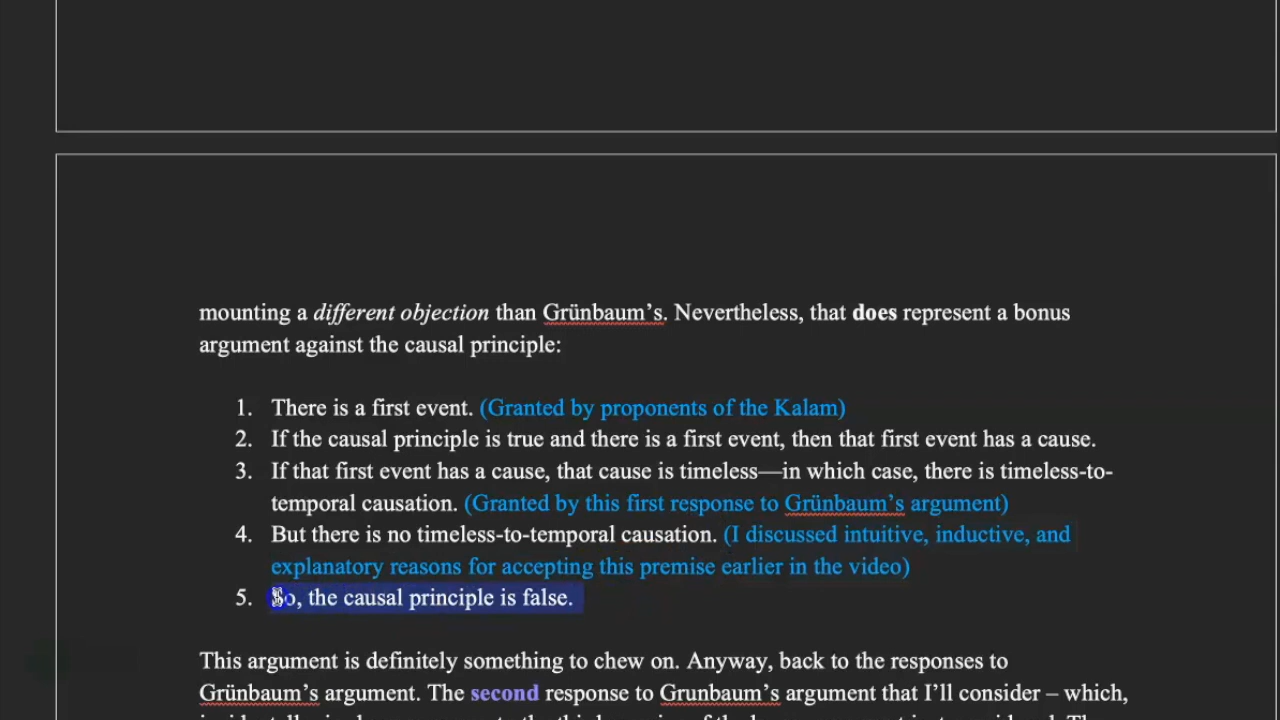 mounting a different objection than Grünbaum's. Nevertheless, that does represent a bonus
argument against the causal principle:
1. There is a first event. (Granted by proponents of the Kalam)
2. If the causal principle is true and there is a first event, then that first event has a cause.
3. If that first event has a cause, that cause is timeless—in which case, there is timeless-to-
temporal causation. (Granted by this first response to Grünbaum's argument)
4. But there is no timeless-to-temporal causation. (I discussed intuitive, inductive, and
explanatory reasons for accepting this premise earlier in the video)
5. So, the causal principle is false.
This argument is definitely something to chew on. Anyway, back to the responses to
Grünbaum's argument. The second response to Grunbaum's argument that I'll consider – which,